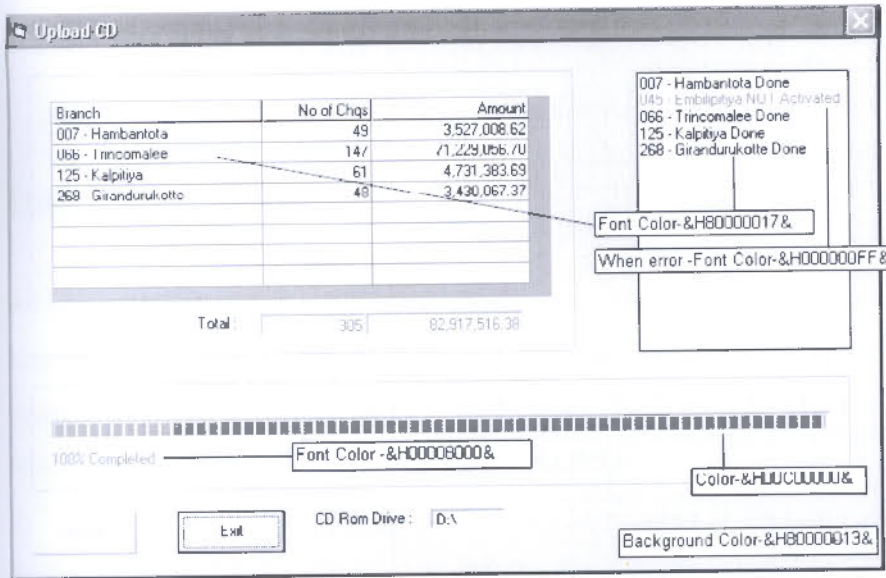 Upload-CD
Branch No of Chqs Amount
007 - Hambantota 49 3,527,008.62
066 - Trincomalee 147 71,229,056.70
125 - Kalpitiya 61 4,731,383.69
268 - Girandurukotte 48 3,430,067.37
Total : 305 82,917,516.38
007 - Hambantota Done
045 - Embilipitiya NOT Activated
066 - Trincomalee Done
125 - Kalpitiya Done
268 - Girandurukotte Done
Font Color-&H80000017&
When error -Font Color-&H000000FF&
100% Completed
Font Color -&H00008000&
Color-&H00C00000&
Exit
CD Rom Drive : D:\
Background Color-&H80000013&